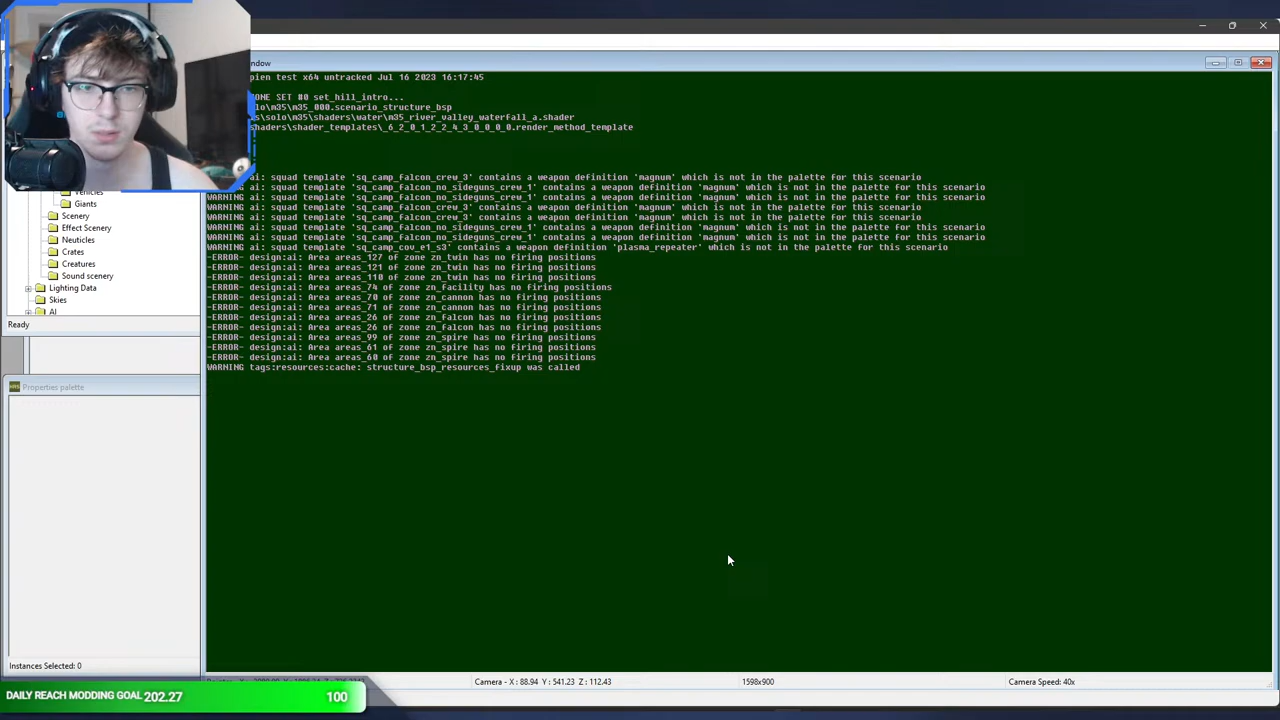 ndow
pien test x64 untracked Jul 16 2023 16:17:45
ONE SET #0 set_hill_intro...
lo\m35\m35_000.scenario_structure_bsp
s\solo\m35\shaders\water\m35_river_valley_waterfall_a.shader
haders\shader_templates\_6_2_0_1_2_2_4_3_0_0_0_0.render_method_template
ai: squad template 'sq_camp_falcon_crew_3' contains a weapon definition 'magnum' which is not in the palette for this scenario
ai: squad template 'sq_camp_falcon_no_sideguns_crew_1' contains a weapon definition 'magnum' which is not in the palette for this scenario
WARNING ai: squad template 'sq_camp_falcon_no_sideguns_crew_1' contains a weapon definition 'magnum' which is not in the palette for this scenario
WARNING ai: squad template 'sq_camp_falcon_crew_3' contains a weapon definition 'magnum' which is not in the palette for this scenario
WARNING ai: squad template 'sq_camp_falcon_crew_3' contains a weapon definition 'magnum' which is not in the palette for this scenario
WARNING ai: squad template 'sq_camp_falcon_no_sideguns_crew_1' contains a weapon definition 'magnum' which is not in the palette for this scenario
WARNING ai: squad template 'sq_camp_falcon_no_sideguns_crew_1' contains a weapon definition 'magnum' which is not in the palette for this scenario
WARNING ai: squad template 'sq_camp_cov_e1_s3' contains a weapon definition 'plasma_repeater' which is not in the palette for this scenario
-ERROR- design:ai: Area areas_127 of zone zn_twin has no firing positions
-ERROR- design:ai: Area areas_121 of zone zn_twin has no firing positions
-ERROR- design:ai: Area areas_110 of zone zn_twin has no firing positions
-ERROR- design:ai: Area areas_74 of zone zn_facility has no firing positions
-ERROR- design:ai: Area areas_70 of zone zn_cannon has no firing positions
-ERROR- design:ai: Area areas_71 of zone zn_cannon has no firing positions
-ERROR- design:ai: Area areas_26 of zone zn_falcon has no firing positions
-ERROR- design:ai: Area areas_26 of zone zn_falcon has no firing positions
-ERROR- design:ai: Area areas_99 of zone zn_spire has no firing positions
-ERROR- design:ai: Area areas_61 of zone zn_spire has no firing positions
-ERROR- design:ai: Area areas_60 of zone zn_spire has no firing positions
WARNING tags:resources:cache: structure_bsp_resources_fixup was called
Vehicles
Giants
Scenery
Effect Scenery
Neuticles
Crates
Creatures
Sound scenery
Lighting Data
Skies
AI
Ready
Properties palette
Instances Selected: 0
Camera - X : 88.94 Y : 541.23 Z : 112.43
1598x900
Camera Speed: 40x
DAILY REACH MODDING GOAL 202.27
100